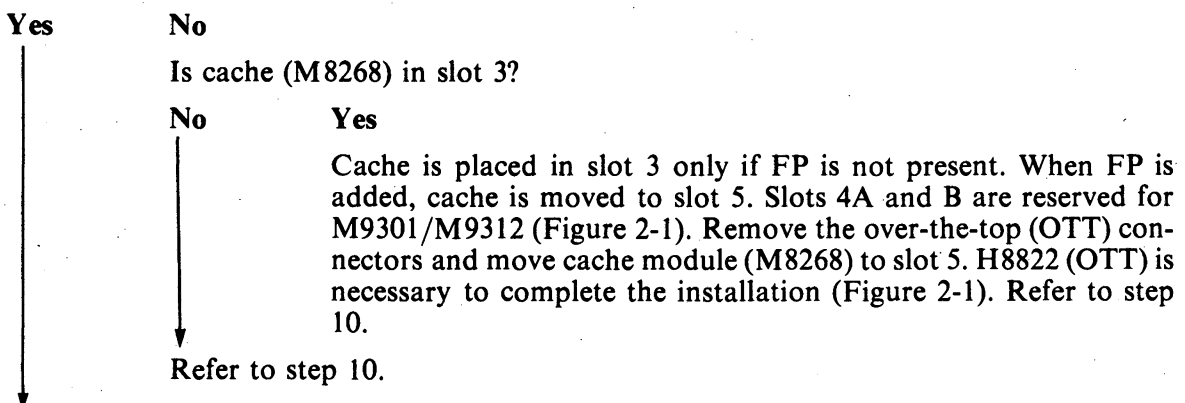 Yes No
Is cache (M8268) in slot 3?
No Yes
Cache is placed in slot 3 only if FP is not present. When FP is
added, cache is moved to slot 5. Slots 4A and B are reserved for
M9301/M9312 (Figure 2-1). Remove the over-the-top (OTT) con-
nectors and move cache module (M8268) to slot 5. H8822 (OTT) is
necessary to complete the installation (Figure 2-1). Refer to step
10.
Refer to step 10.